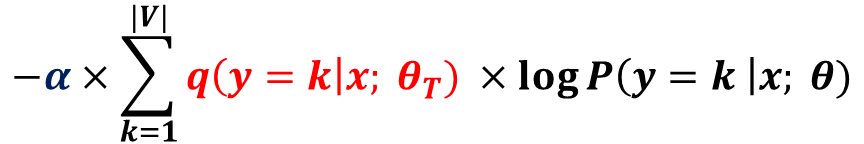 −α × ∑_{k=1}^{|V|} q(y = k|x; θ_T) × log P(y = k |x; θ)